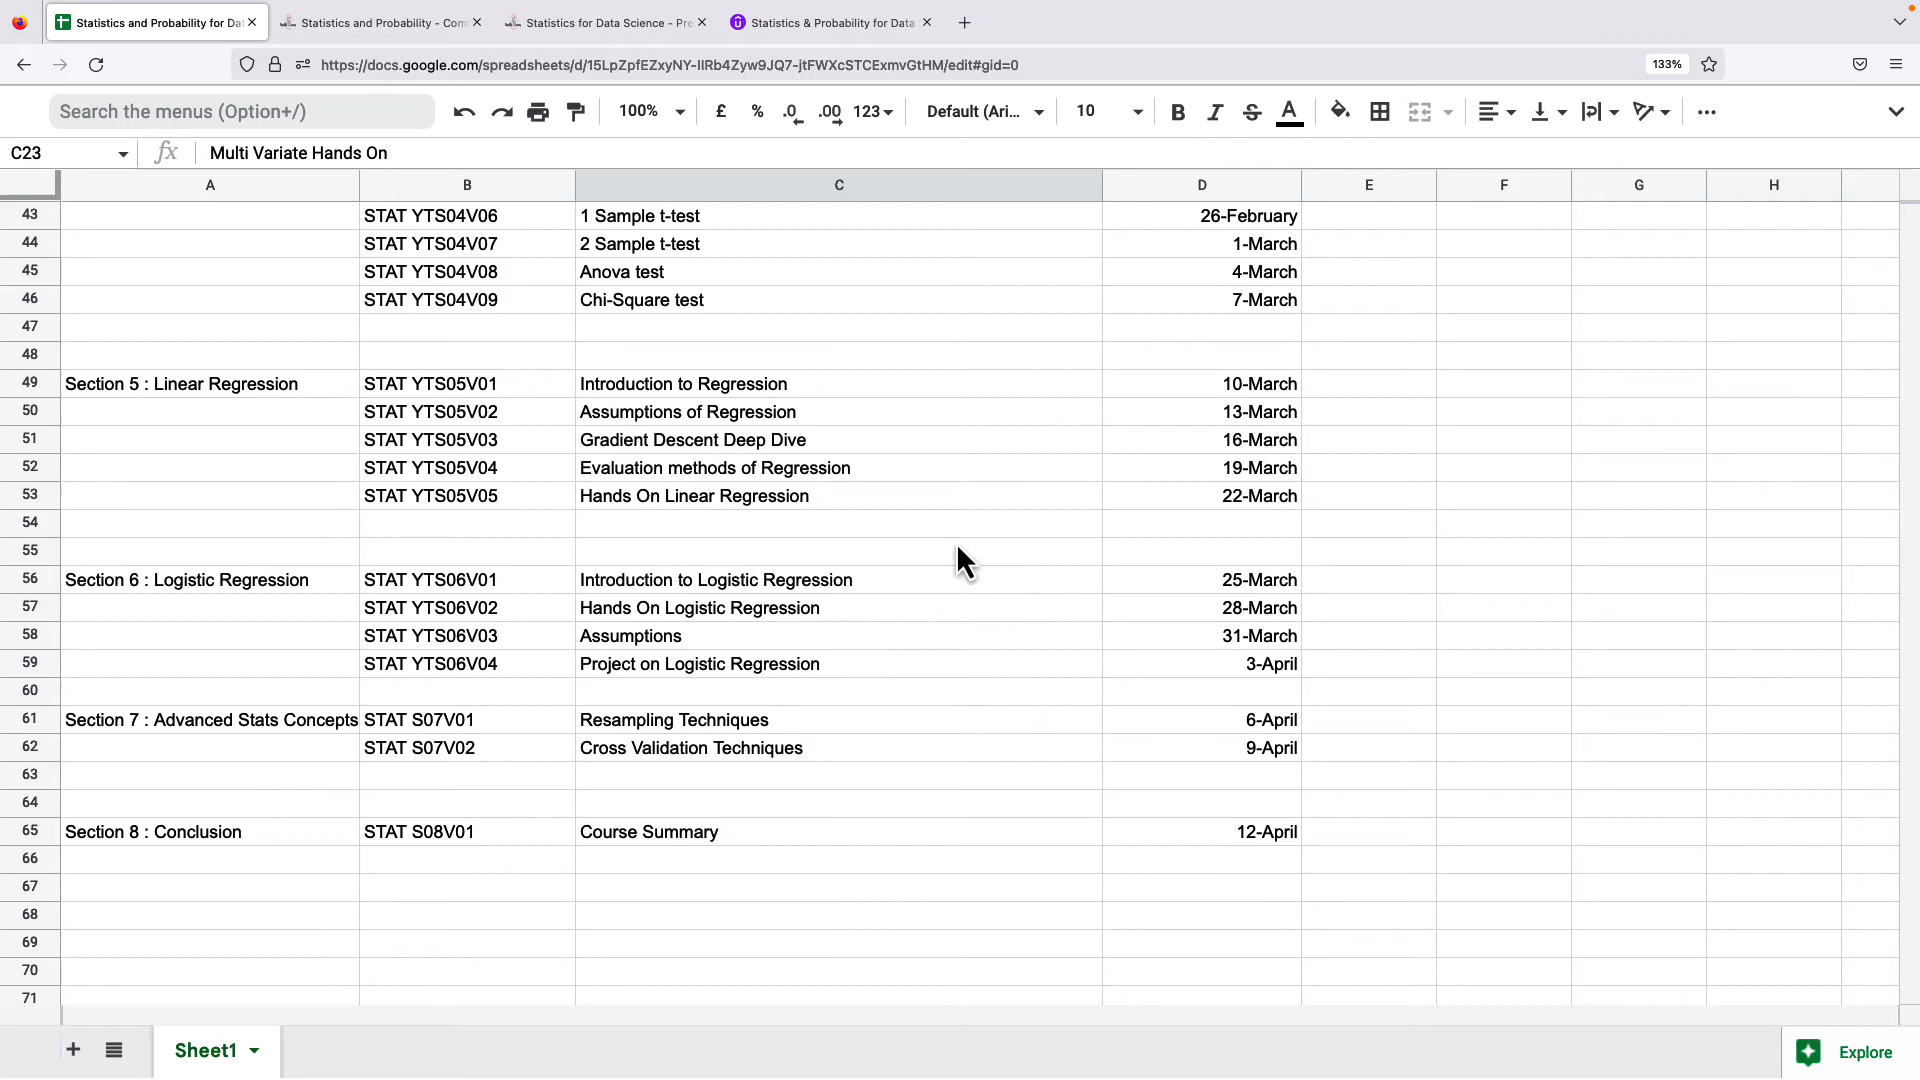 Statistics and Probability for Dat
Statistics and Probability - Com
Statistics for Data Science - Pre
Statistics & Probability for Data
https://docs.google.com/spreadsheets/d/15LpZpfEZxyNY-IIRb4Zyw9JQ7-jtFWXcSTCExmvGtHM/edit#gid=0
133%
Search the menus (Option+/)
100%
£
%
.0
.00
123
Default (Ari...
10
B
I
S
A
C23
fx
Multi Variate Hands On
A B C D E F G H
43 STAT YTS04V06 1 Sample t-test 26-February
44 STAT YTS04V07 2 Sample t-test 1-March
45 STAT YTS04V08 Anova test 4-March
46 STAT YTS04V09 Chi-Square test 7-March
47
48
49 Section 5 : Linear Regression STAT YTS05V01 Introduction to Regression 10-March
50 STAT YTS05V02 Assumptions of Regression 13-March
51 STAT YTS05V03 Gradient Descent Deep Dive 16-March
52 STAT YTS05V04 Evaluation methods of Regression 19-March
53 STAT YTS05V05 Hands On Linear Regression 22-March
54
55
56 Section 6 : Logistic Regression STAT YTS06V01 Introduction to Logistic Regression 25-March
57 STAT YTS06V02 Hands On Logistic Regression 28-March
58 STAT YTS06V03 Assumptions 31-March
59 STAT YTS06V04 Project on Logistic Regression 3-April
60
61 Section 7 : Advanced Stats Concepts STAT S07V01 Resampling Techniques 6-April
62 STAT S07V02 Cross Validation Techniques 9-April
63
64
65 Section 8 : Conclusion STAT S08V01 Course Summary 12-April
66
67
68
69
70
71
Sheet1
Explore